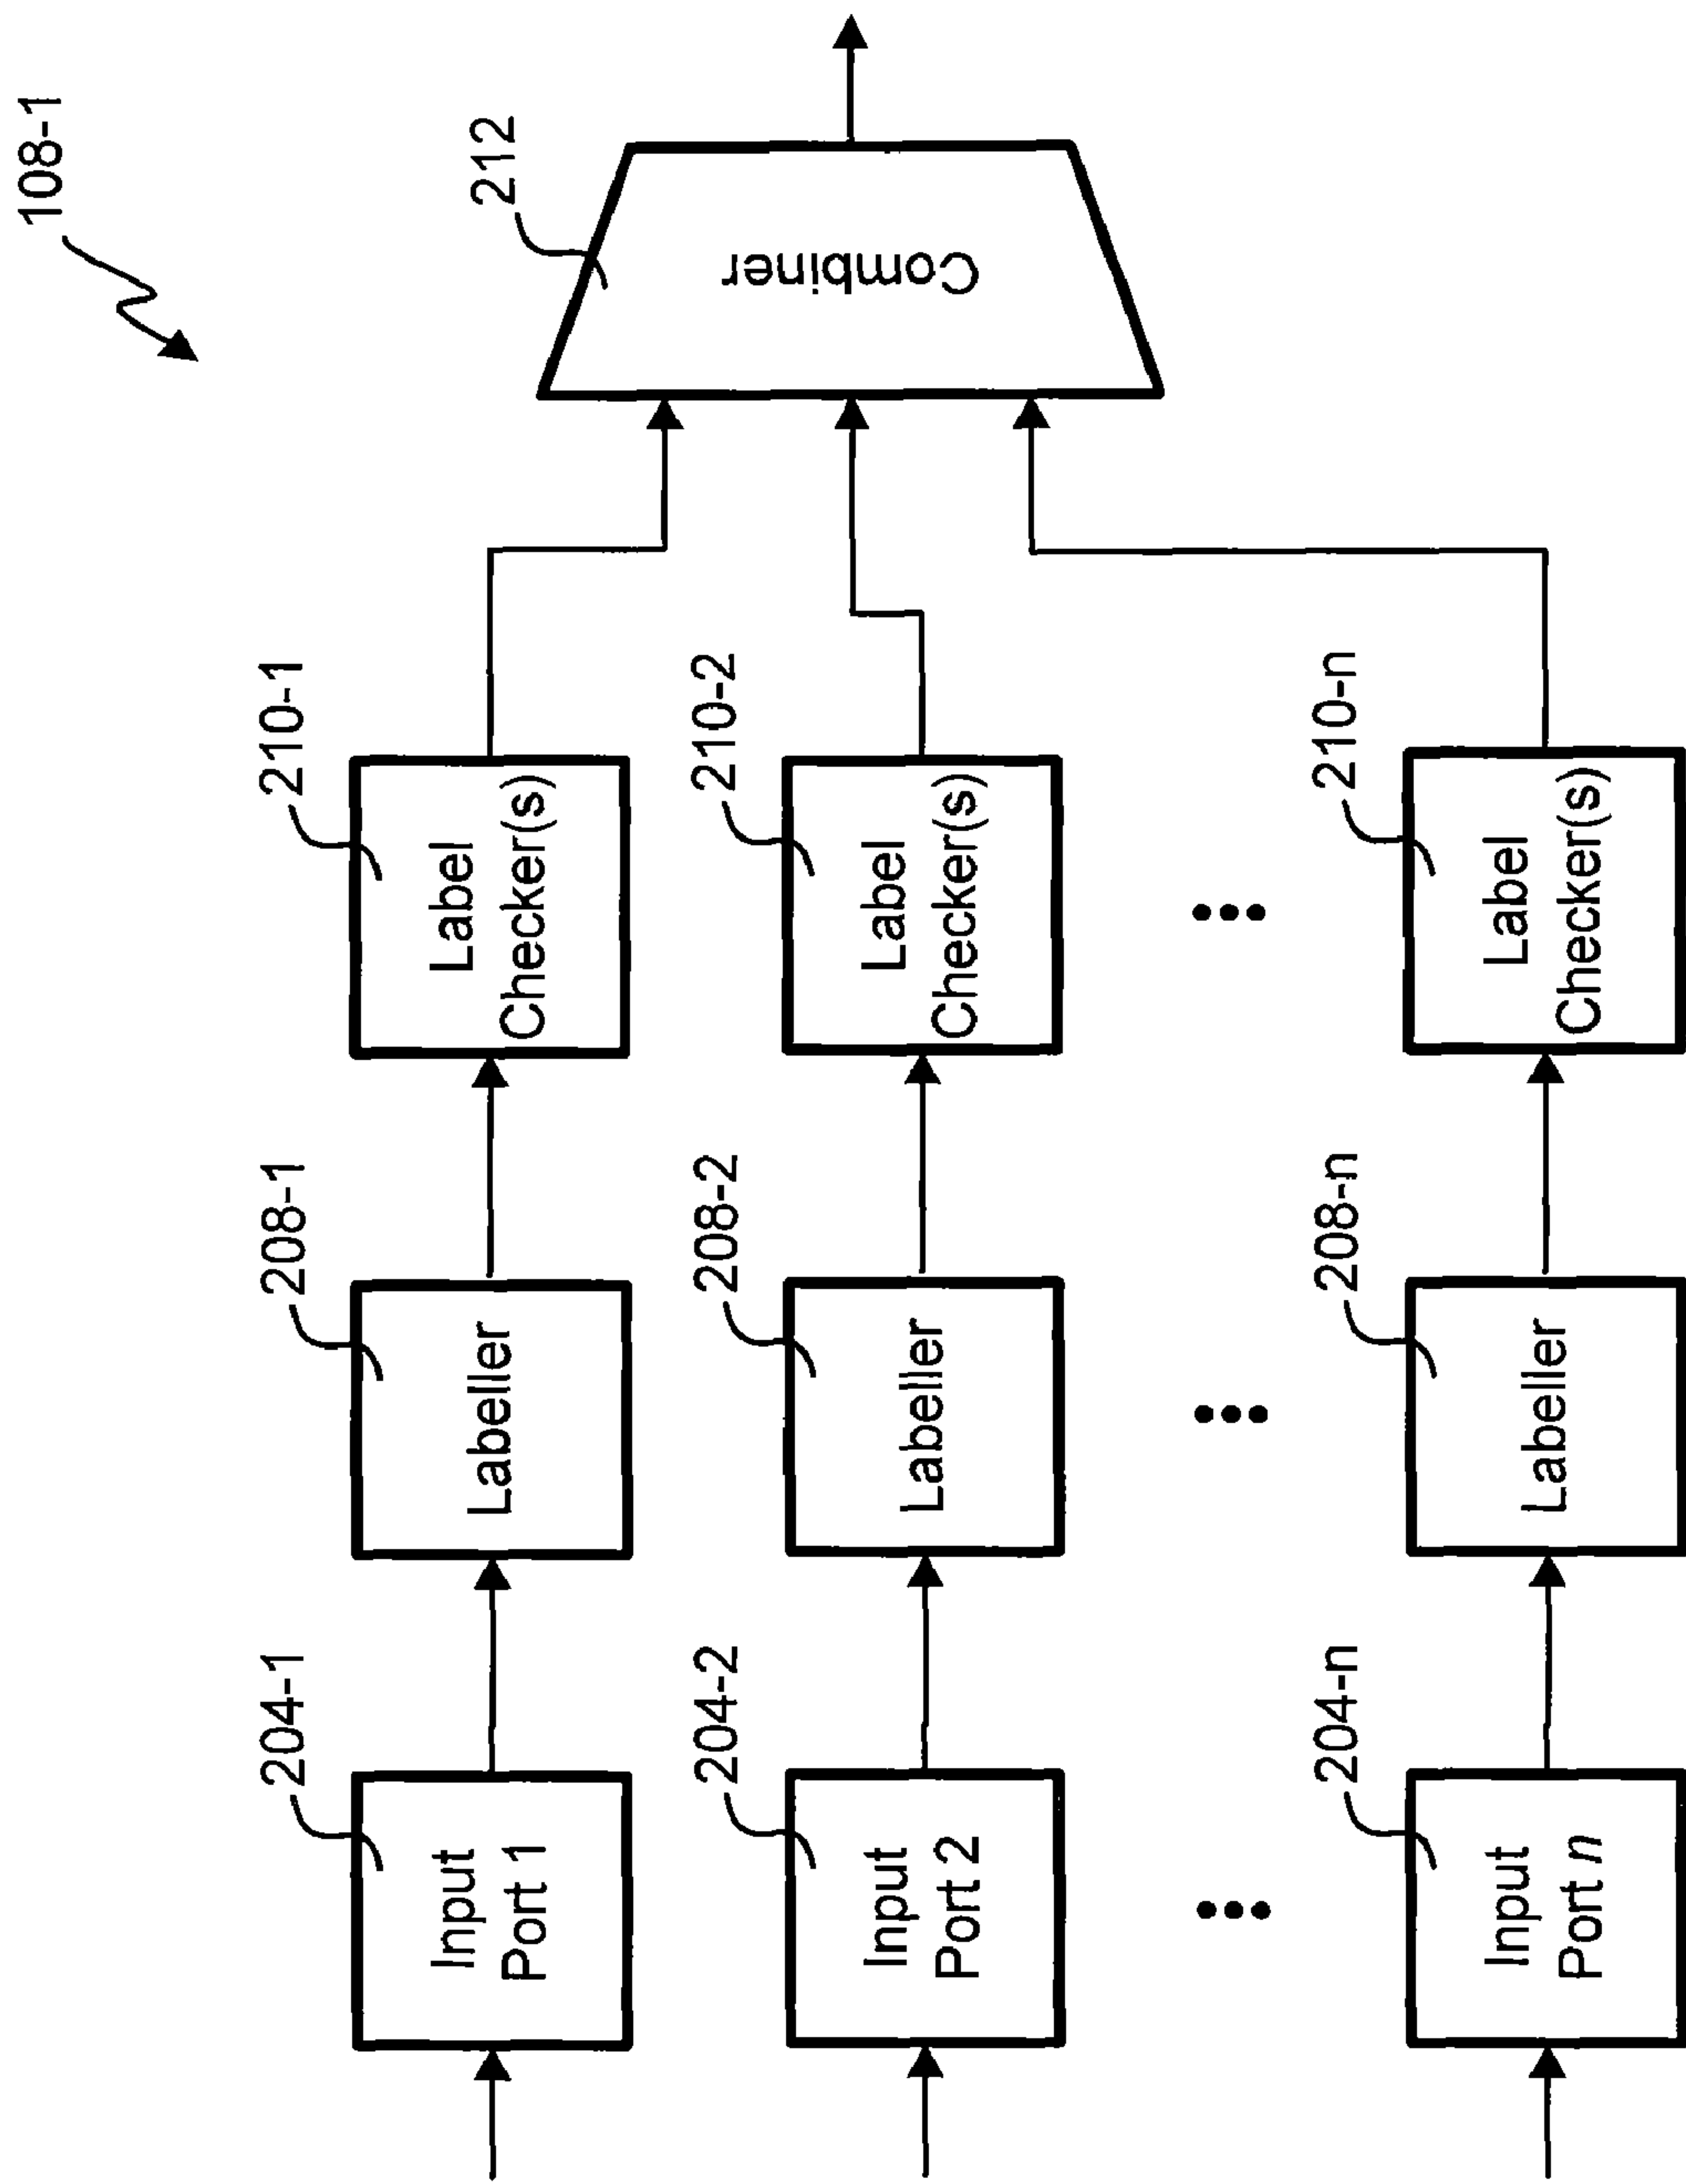 108-1
204-1
Input
Port 1
208-1
Labeller
210-1
Label
Checker(s)
204-2
Input
Port 2
208-2
Labeller
210-2
Label
Checker(s)
212
Combiner
204-n
Input
Port n
208-n
Labeller
210-n
Label
Checker(s)